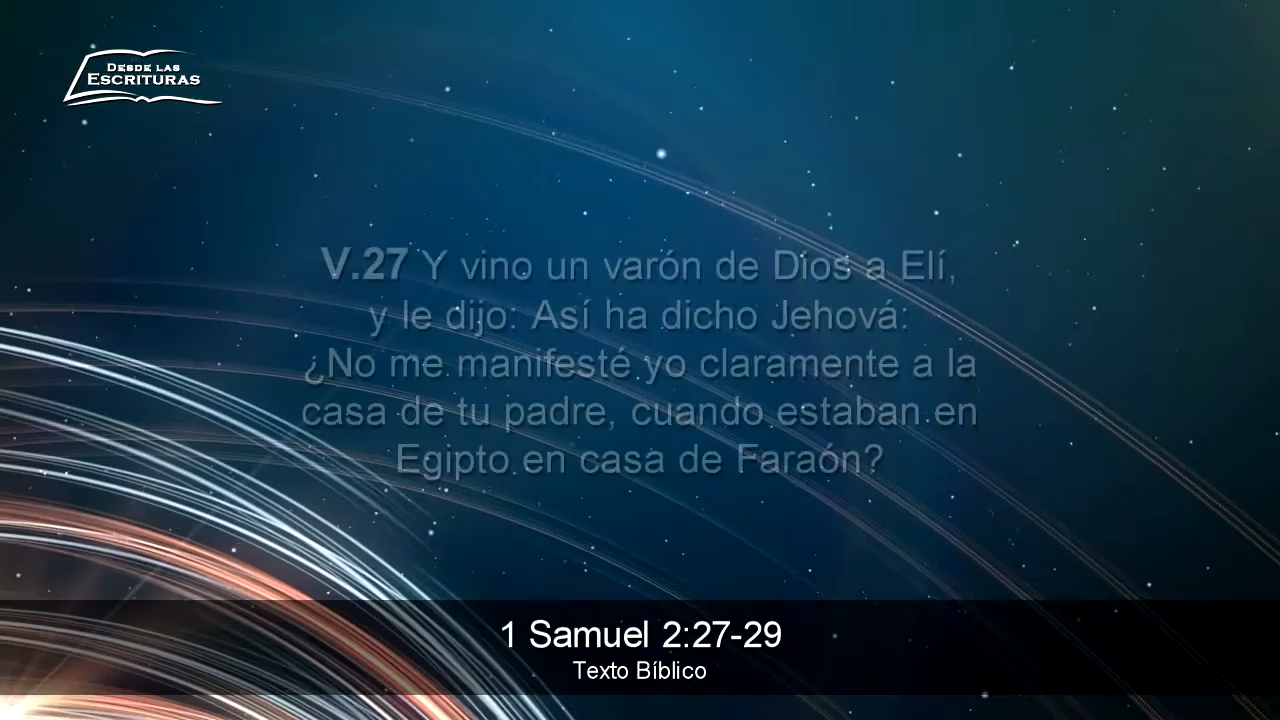 DESDE LAS
ESCRITURAS
V.27 Y vino un varón de Dios a Elí,
y le dijo: Así ha dicho Jehová:
¿No me manifesté yo claramente a la
casa de tu padre, cuando estaban en
Egipto en casa de Faraón?
1 Samuel 2:27-29
Texto Bíblico